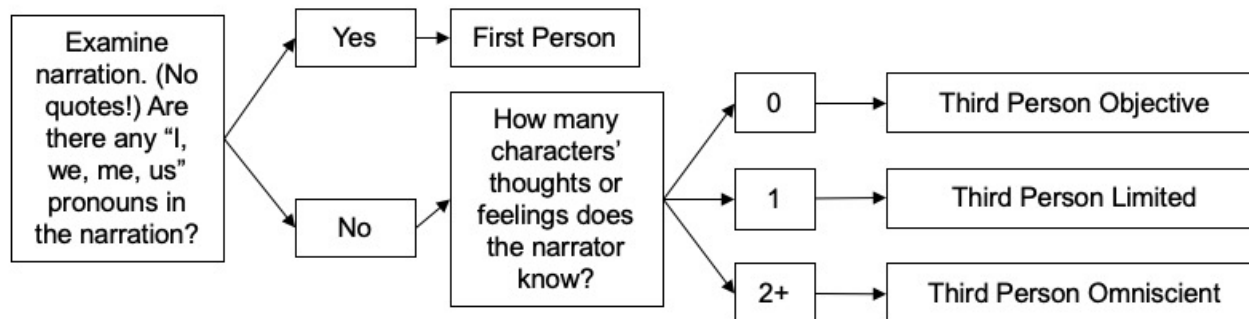 Examine
narration. (No
quotes!) Are
there any “I,
we, me, us”
pronouns in
the narration?
Yes
First Person
No
How many
characters’
thoughts or
feelings does
the narrator
know?
0
Third Person Objective
1
Third Person Limited
2+
Third Person Omniscient